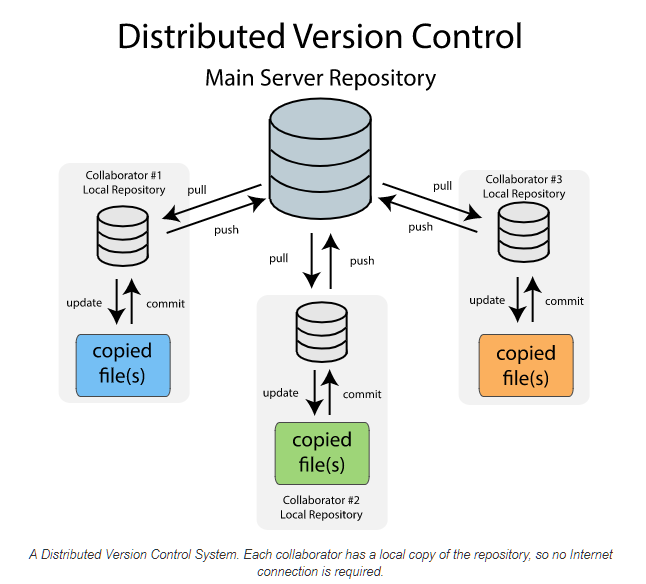 Distributed Version Control
Main Server Repository
Collaborator #1
Local Repository
pull
push
update
commit
copied
file(s)
pull
push
update
commit
copied
file(s)
Collaborator #2
Local Repository
Collaborator #3
Local Repository
pull
push
update
commit
copied
file(s)
A Distributed Version Control System. Each collaborator has a local copy of the repository, so no Internet
connection is required.